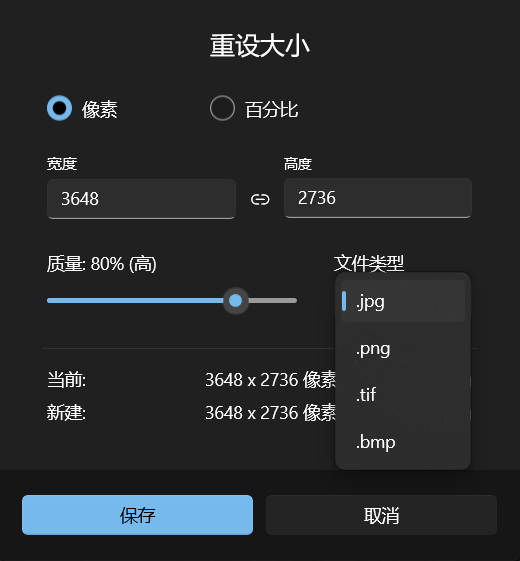 重设大小
像素 百分比
宽度 高度
3648 2736
质量: 80% (高) 文件类型
.jpg
.png
.tif
.bmp
当前: 3648 x 2736 像素
新建: 3648 x 2736 像素
保存 取消